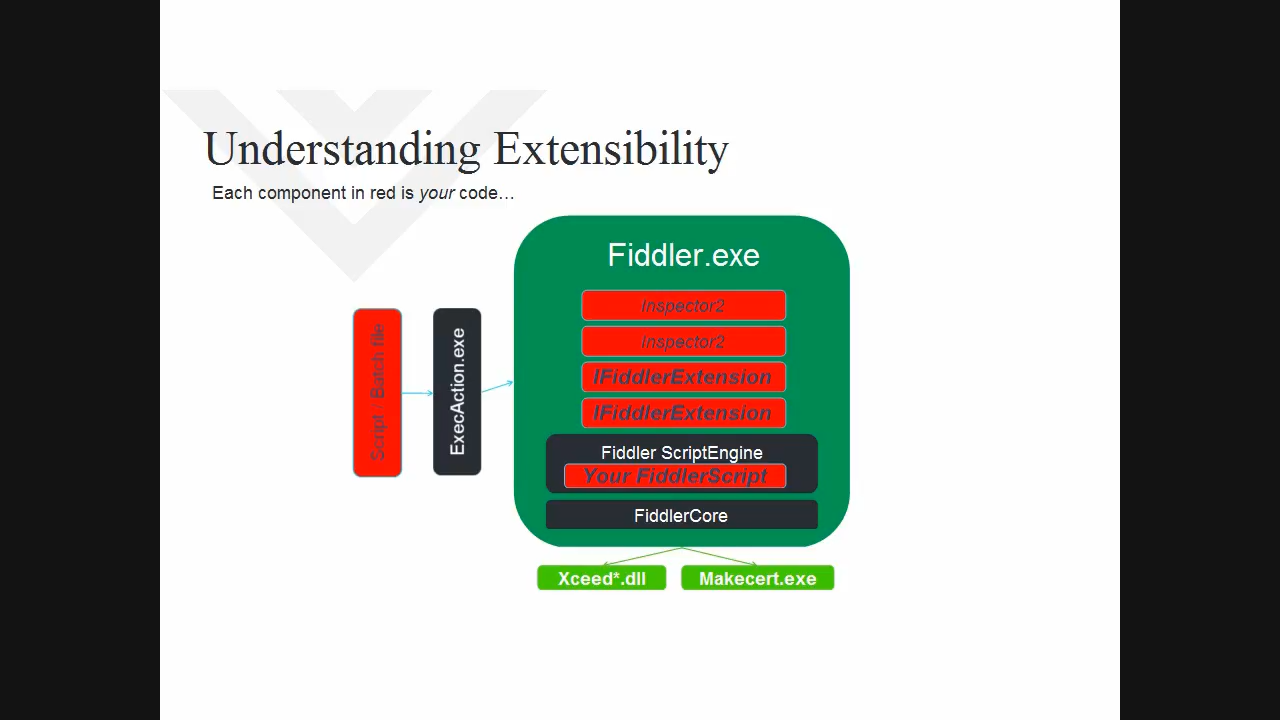 Understanding Extensibility
Each component in red is your code…
Fiddler.exe
Inspector2
Inspector2
IFiddlerExtension
IFiddlerExtension
Fiddler ScriptEngine
Your FiddlerScript
FiddlerCore
Script / Batch file
ExecAction.exe
Xceed*.dll
Makecert.exe